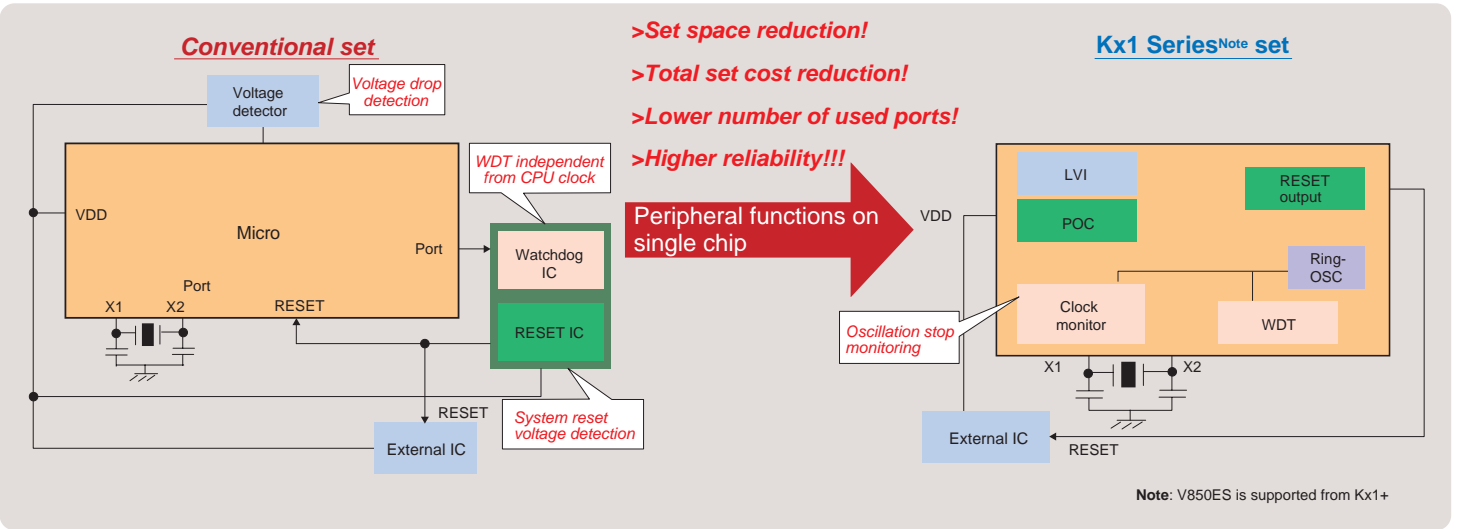 Conventional set
Voltage
detector
Voltage drop
detection
WDT independent
from CPU clock
VDD
Micro
Port
Port
X1
X2
RESET
Watchdog
IC
RESET IC
RESET
System reset
voltage detection
External IC
>Set space reduction!
>Total set cost reduction!
>Lower number of used ports!
>Higher reliability!!!
Peripheral functions on
single chip
Kx1 SeriesNote set
VDD
LVI
POC
RESET
output
Ring-
OSC
Clock
monitor
WDT
Oscillation stop
monitoring
X1
X2
External IC
RESET
Note: V850ES is supported from Kx1+